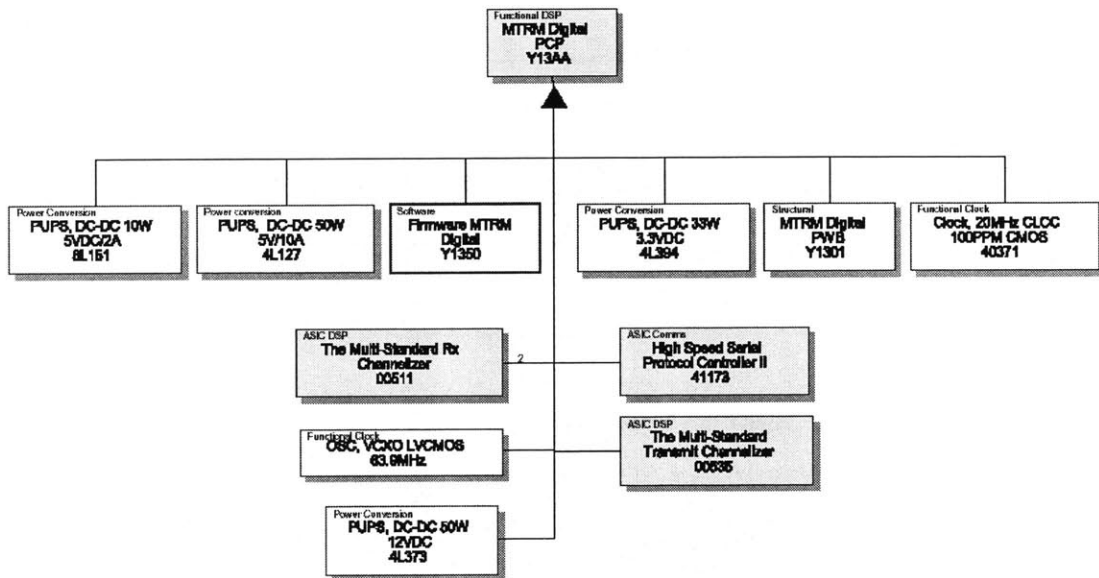 Functional DSP
MTRM Digital
PCP
Y13AA
Power Conversion
PUPS, DC-DC 10W
5VDC/2A
8L151
Power conversion
PUPS, DC-DC 50W
5V/10A
4L127
Software
Firmware MTRM
Digital
Y1350
Power Conversion
PUPS, DC-DC 33W
3.3VDC
4L394
Structural
MTRM Digital
PWB
Y1301
Functional Clock
Clock, 20MHz CLCC
100PPM CMOS
40371
ASIC DSP
The Multi-Standard Rx
Channelizer
00511
2
ASIC Comms
High Speed Serial
Protocol Controller II
41173
Functional Clock
OSC, VCXO LVCMOS
63.9MHz
ASIC DSP
The Multi-Standard
Transmit Channelizer
00635
Power Conversion
PUPS, DC-DC 50W
12VDC
4L373